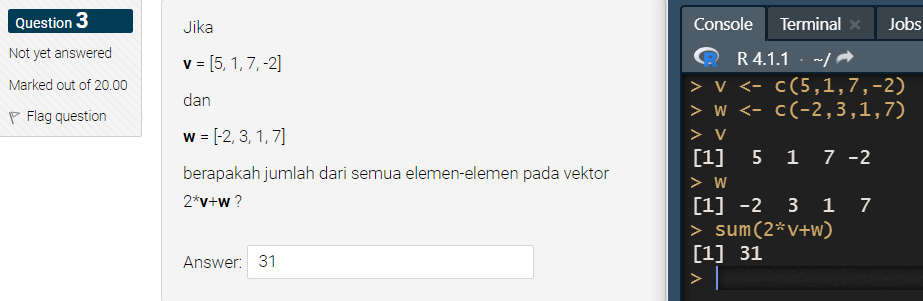 Question 3
Not yet answered
Marked out of 20.00
Flag question
Jika
v = [5, 1, 7, -2]
dan
w = [-2, 3, 1, 7]
berapakah jumlah dari semua elemen-elemen pada vektor
2*v+w ?
Answer: 31
Console Terminal × Jobs
R R 4.1.1 · ~/
> v <- c(5,1,7,-2)
> w <- c(-2,3,1,7)
> v
[1]  5  1  7 -2
> w
[1] -2  3  1  7
> sum(2*v+w)
[1] 31
>